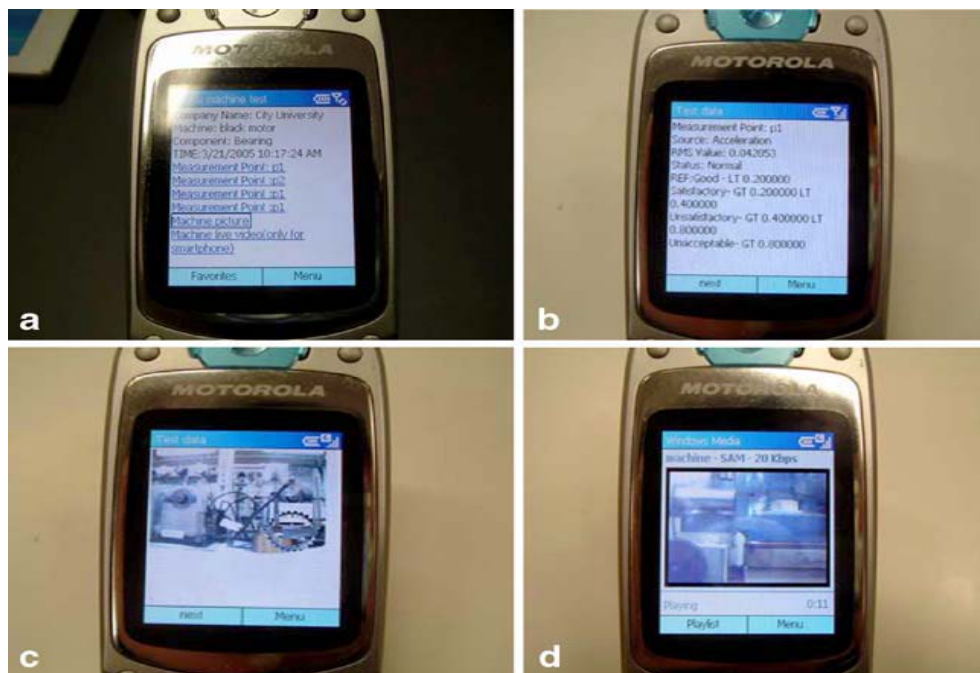 MOTOROLA
machine test
Company Name: City University
Machine: black motor
Component: Bearing
TIME:3/21/2005 10:17:24 AM
Measurement Point: p1
Measurement Point :p2
Measurement Point :p1
Measurement Point :p1
Machine picture
Machine live video(only for
smartphone)
Favorites Menu
a
MOTOROLA
Test data
Measurement Point: p1
Source: Acceleration
RMS Value: 0.042053
Status: Normal
REF:Good - LT 0.200000
Satisfactory- GT 0.200000 LT
0.400000
Unsatisfactory- GT 0.400000 LT
0.800000
Unacceptable- GT 0.800000
next Menu
b
MOTOROLA
Test data
next Menu
c
MOTOROLA
Windows Media
machine - SAM - 20 Kbps
Playing 0:11
Playlist Menu
d